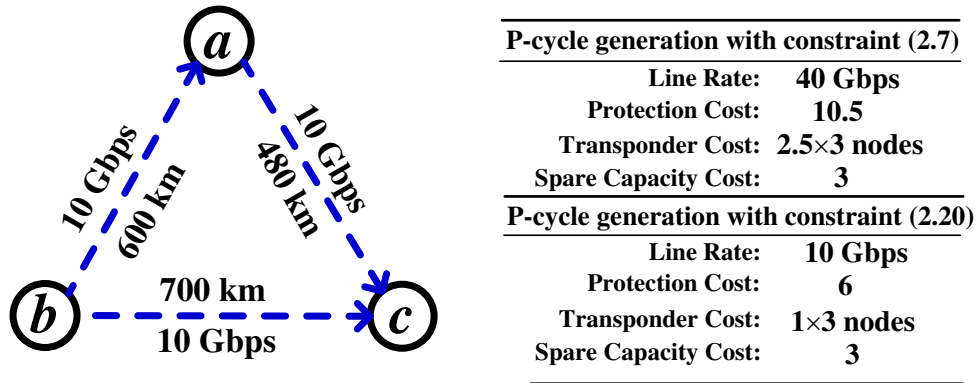 a
10 Gbps
600 km
10 Gbps
480 km
b
700 km
10 Gbps
c
P-cycle generation with constraint (2.7)
Line Rate: 40 Gbps
Protection Cost: 10.5
Transponder Cost: 2.5×3 nodes
Spare Capacity Cost: 3
P-cycle generation with constraint (2.20)
Line Rate: 10 Gbps
Protection Cost: 6
Transponder Cost: 1×3 nodes
Spare Capacity Cost: 3